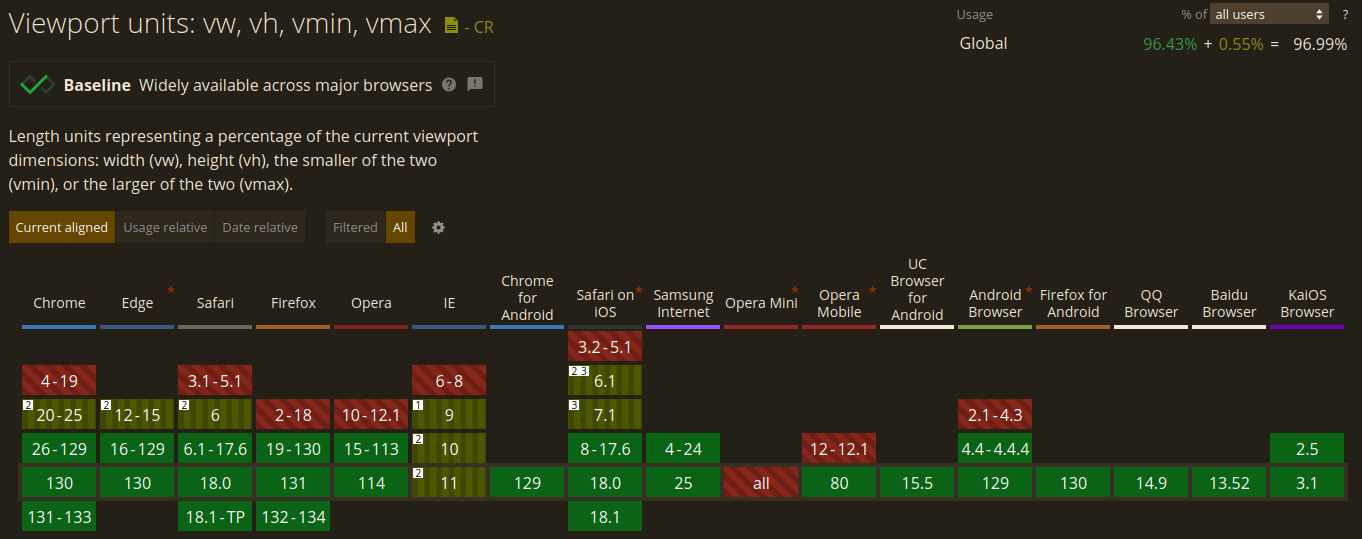 Viewport units: vw, vh, vmin, vmax - CR
Usage % of all users ?
Global 96.43% + 0.55% = 96.99%
Baseline Widely available across major browsers ?
Length units representing a percentage of the current viewport
dimensions: width (vw), height (vh), the smaller of the two
(vmin), or the larger of the two (vmax).
Current aligned Usage relative Date relative Filtered All
Chrome
Edge *
Safari
Firefox
Opera
IE
Chrome
for
Android
Safari on *
iOS
Samsung
Internet
Opera Mini *
Opera *
Mobile
UC
Browser
for
Android
Android *
Browser
Firefox for
Android
QQ
Browser
Baidu
Browser
KaiOS
Browser
3.2-5.1
4-19 3.1-5.1 6-8 2 3 6.1
2 20-25 2 12-15 2 6 2-18 10-12.1 1 9 3 7.1 2.1-4.3
26-129 16-129 6.1-17.6 19-130 15-113 2 10 8-17.6 4-24 12-12.1 4.4-4.4.4 2.5
130 130 18.0 131 114 2 11 129 18.0 25 all 80 15.5 129 130 14.9 13.52 3.1
131-133 18.1-TP 132-134 18.1